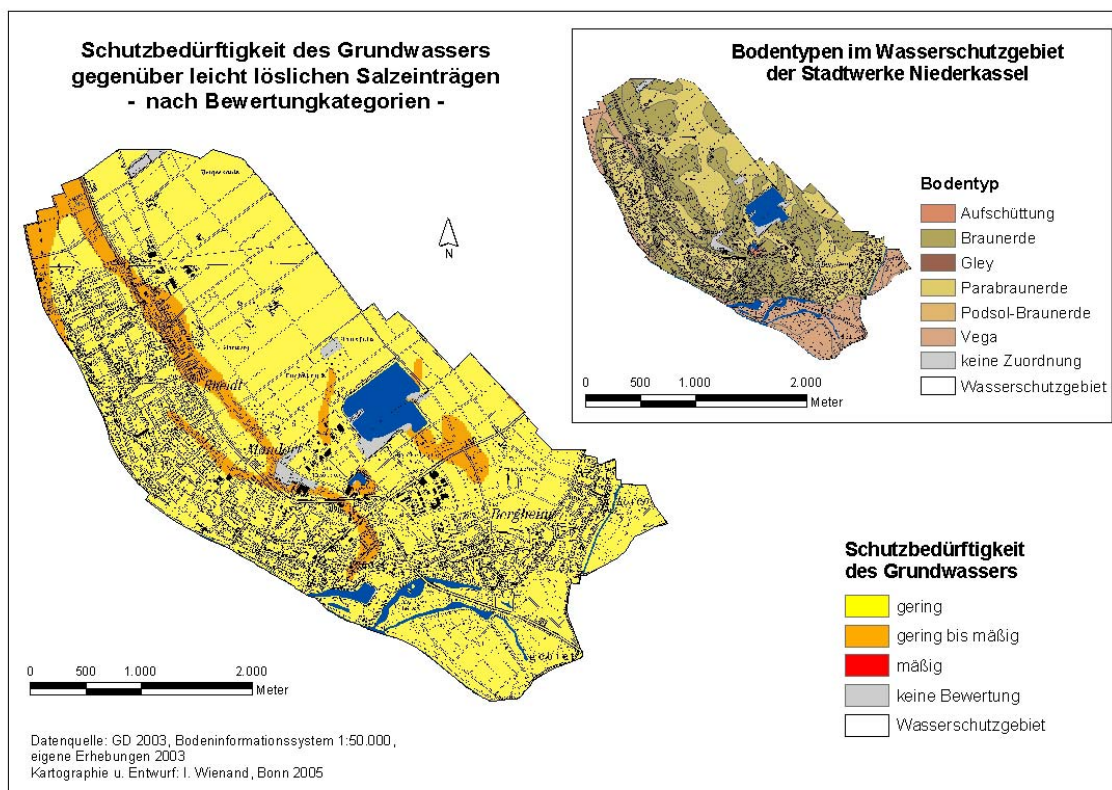 Schutzbedürftigkeit des Grundwassers
gegenüber leicht löslichen Salzeinträgen
- nach Bewertungkategorien -
Bodentypen im Wasserschutzgebiet
der Stadtwerke Niederkassel
Bodentyp
Aufschüttung
Braunerde
Gley
Parabraunerde
Podsol-Braunerde
Vega
keine Zuordnung
Wasserschutzgebiet
0 500 1.000 2.000
Meter
N
Rheidt
Mondorf
Bergheim
gebiet
Schutzbedürftigkeit
des Grundwassers
gering
gering bis mäßig
mäßig
keine Bewertung
Wasserschutzgebiet
0 500 1.000 2.000
Meter
Datenquelle: GD 2003, Bodeninformationssystem 1:50.000,
eigene Erhebungen 2003
Kartographie u. Entwurf: I. Wienand, Bonn 2005